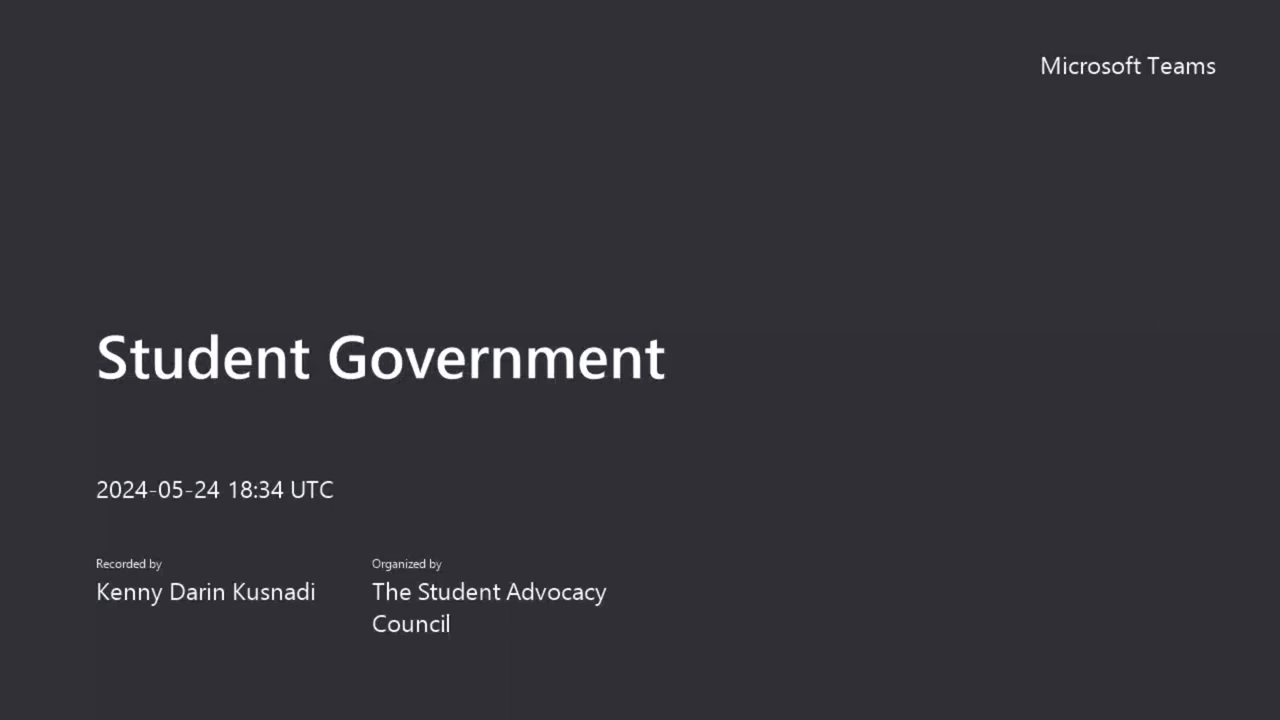 Microsoft Teams
Student Government
2024-05-24 18:34 UTC
Recorded by
Kenny Darin Kusnadi
Organized by
The Student Advocacy
Council